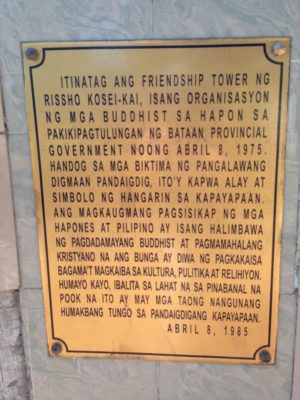 ITINATAG ANG FRIENDSHIP TOWER NG
RISSHO KOSEI-KAI, ISANG ORGANISASYON
NG MGA BUDDHIST SA HAPON SA
PAKIKIPAGTULUNGAN NG BATAAN PROVINCIAL
GOVERNMENT NOONG ABRIL 8, 1975.
HANDOG SA MGA BIKTIMA NG PANGALAWANG
DIGMAAN PANDAIGDIG, ITO'Y KAPWA ALAY AT
SIMBOLO NG HANGARIN SA KAPAYAPAAN.
ANG MAGKAUGMANG PAGSISIKAP NG MGA
HAPONES AT PILIPINO AY ISANG HALIMBAWA
NG PAGDADAMAYANG BUDDHIST AT PAGMAMAHALANG
KRISTYANO NA ANG BUNGA AY DIWA NG PAGKAKAISA
BAGAMA'T MAGKAIBA SA KULTURA, PULITIKA AT RELIHIYON.
HUMAYO KAYO, IBALITA SA LAHAT NA SA PINABANAL NA
POOK NA ITO AY MAY MGA TAONG NANGUNANG
HUMAKBANG TUNGO SA PANDAIGDIGANG KAPAYAPAAN.
ABRIL 8, 1985